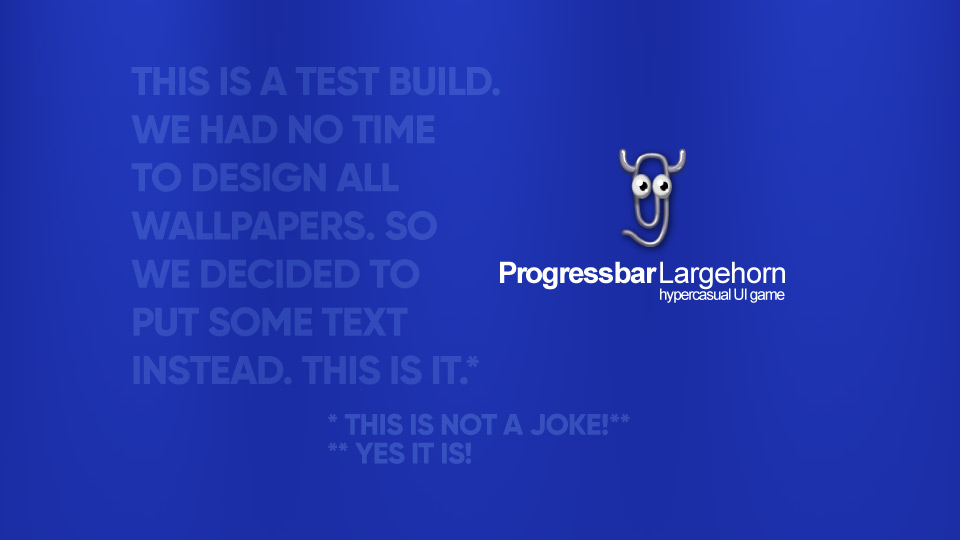 THIS IS A TEST BUILD.
WE HAD NO TIME
TO DESIGN ALL
WALLPAPERS. SO
WE DECIDED TO
PUT SOME TEXT
INSTEAD. THIS IS IT.*
* THIS IS NOT A JOKE!**
** YES IT IS!
ProgressbarLargehorn
hypercasual UI game